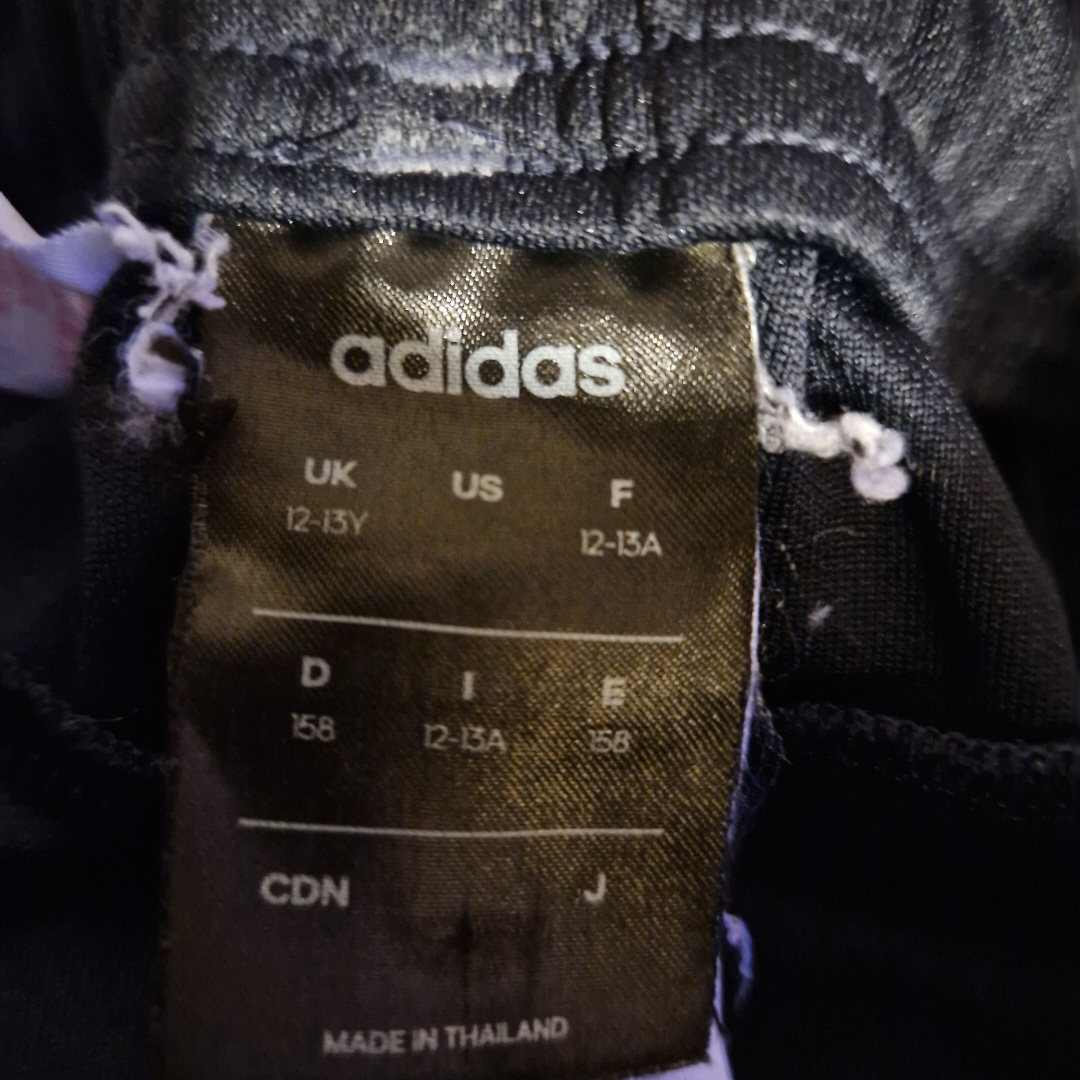 adidas
UK US F
12-13Y 12-13A
D I E
158 12-13A 158
CDN J
MADE IN THAILAND